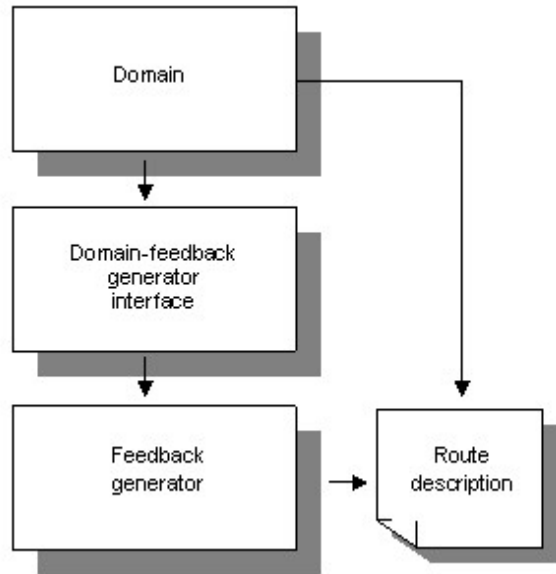 Domain
Domain-feedback
generator
interface
Feedback
generator
Route
description